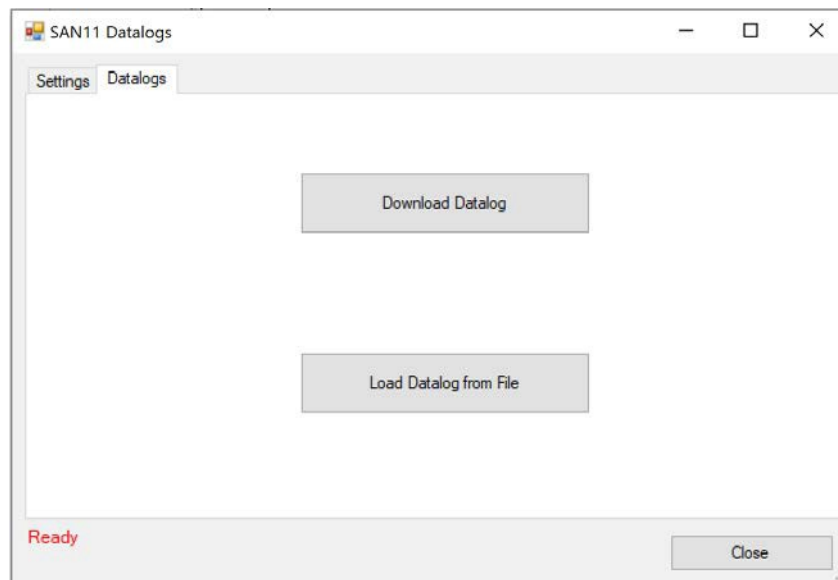 SAN11 Datalogs
Settings Datalogs
Download Datalog
Load Datalog from File
Ready
Close